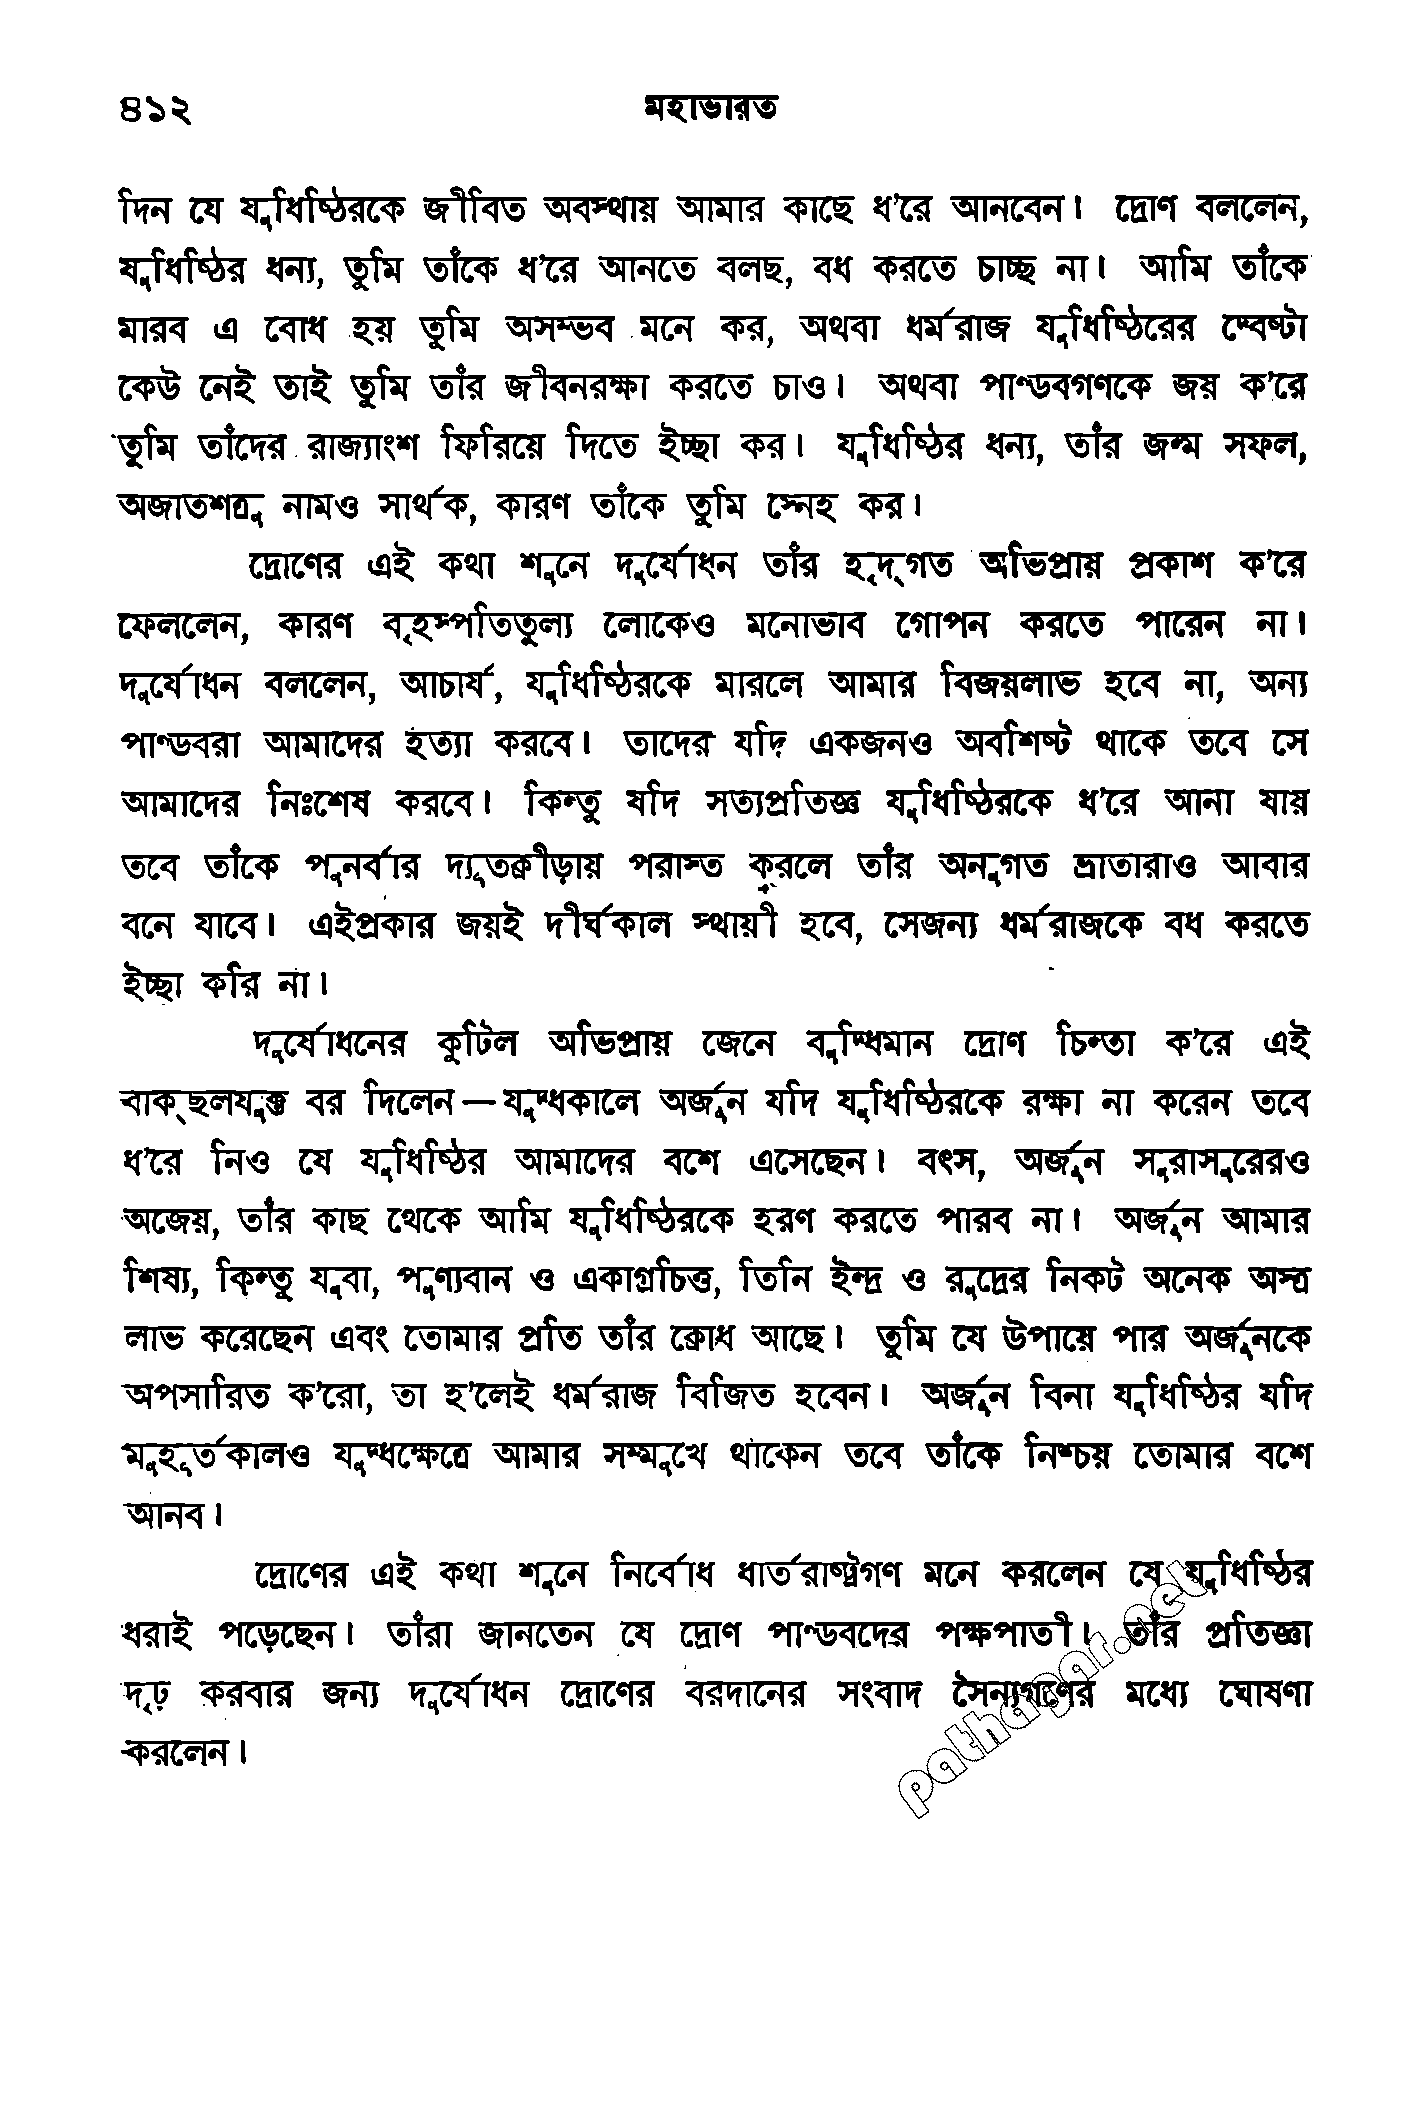 ৪১২ মহাভারত
দিন যে যুধিষ্ঠিরকে জীবিত অবস্থায় আমার কাছে ধ'রে আনবেন। দ্রোণ বললেন,
যুধিষ্ঠির ধন্য, তুমি তাঁকে ধ'রে আনতে বলছ, বধ করতে চাচ্ছ না। আমি তাঁকে
মারব এ বোধ হয় তুমি অসম্ভব মনে কর, অথবা ধর্মরাজ যুধিষ্ঠিরের দ্বেষ্টা
কেউ নেই তাই তুমি তাঁর জীবনরক্ষা করতে চাও। অথবা পাণ্ডবগণকে জয় ক'রে
তুমি তাঁদের রাজ্যাংশ ফিরিয়ে দিতে ইচ্ছা কর। যুধিষ্ঠির ধন্য, তাঁর জন্ম সফল,
অজাতশত্রু নামও সার্থক, কারণ তাঁকে তুমি স্নেহ কর।
দ্রোণের এই কথা শুনে দুর্যোধন তাঁর হৃদ্‌গত অভিপ্রায় প্রকাশ ক'রে
ফেললেন, কারণ বৃহস্পতিতুল্য লোকেও মনোভাব গোপন করতে পারেন না।
দুর্যোধন বললেন, আচার্য, যুধিষ্ঠিরকে মারলে আমার বিজয়লাভ হবে না, অন্য
পাণ্ডবরা আমাদের হত্যা করবে। তাদের যদি একজনও অবশিষ্ট থাকে তবে সে
আমাদের নিঃশেষ করবে। কিন্তু যদি সত্যপ্রতিজ্ঞ যুধিষ্ঠিরকে ধ'রে আনা যায়
তবে তাঁকে পুনর্বার দ্যূতক্রীড়ায় পরাস্ত করলে তাঁর অনুগত ভ্রাতারাও আবার
বনে যাবে। এইপ্রকার জয়ই দীর্ঘকাল স্থায়ী হবে, সেজন্য ধর্মরাজকে বধ করতে
ইচ্ছা করি না।
দুর্যোধনের কুটিল অভিপ্রায় জেনে বুদ্ধিমান দ্রোণ চিন্তা ক'রে এই
বাক্‌ছলযুক্ত বর দিলেন—যুদ্ধকালে অর্জুন যদি যুধিষ্ঠিরকে রক্ষা না করেন তবে
ধ'রে নিও যে যুধিষ্ঠির আমাদের বশে এসেছেন। বৎস, অর্জুন সুরাসুরেরও
অজেয়, তাঁর কাছ থেকে আমি যুধিষ্ঠিরকে হরণ করতে পারব না। অর্জুন আমার
শিষ্য, কিন্তু যুবা, পুণ্যবান ও একাগ্রচিত্ত, তিনি ইন্দ্র ও রুদ্রের নিকট অনেক অস্ত্র
লাভ করেছেন এবং তোমার প্রতি তাঁর ক্রোধ আছে। তুমি যে উপায়ে পার অর্জুনকে
অপসারিত ক'রো, তা হ'লেই ধর্মরাজ বিজিত হবেন। অর্জুন বিনা যুধিষ্ঠির যদি
মুহূর্তকালও যুদ্ধক্ষেত্রে আমার সম্মুখে থাকেন তবে তাঁকে নিশ্চয় তোমার বশে
আনব।
দ্রোণের এই কথা শুনে নির্বোধ ধার্তরাষ্ট্রগণ মনে করলেন যে যুধিষ্ঠির
ধরাই পড়েছেন। তাঁরা জানতেন যে দ্রোণ পাণ্ডবদের পক্ষপাতী। তাঁর প্রতিজ্ঞা
দৃঢ় করবার জন্য দুর্যোধন দ্রোণের বরদানের সংবাদ সৈন্যগণের মধ্যে ঘোষণা
করলেন।
pathagar.net